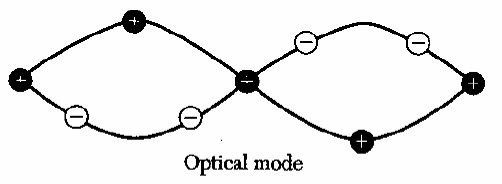 +
− −
+ + +
− −
+
Optical mode